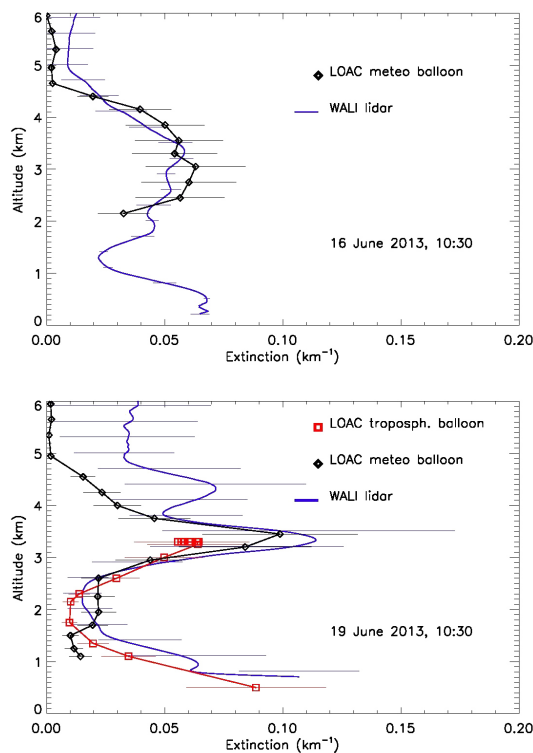 6
5
4
3
2
1
0
Altitude (km)
LOAC meteo balloon
WALI lidar
16 June 2013, 10:30
0.00 0.05 0.10 0.15 0.20
Extinction (km⁻¹)
6
5
4
3
2
1
0
Altitude (km)
LOAC troposph. balloon
LOAC meteo balloon
WALI lidar
19 June 2013, 10:30
0.00 0.05 0.10 0.15 0.20
Extinction (km⁻¹)